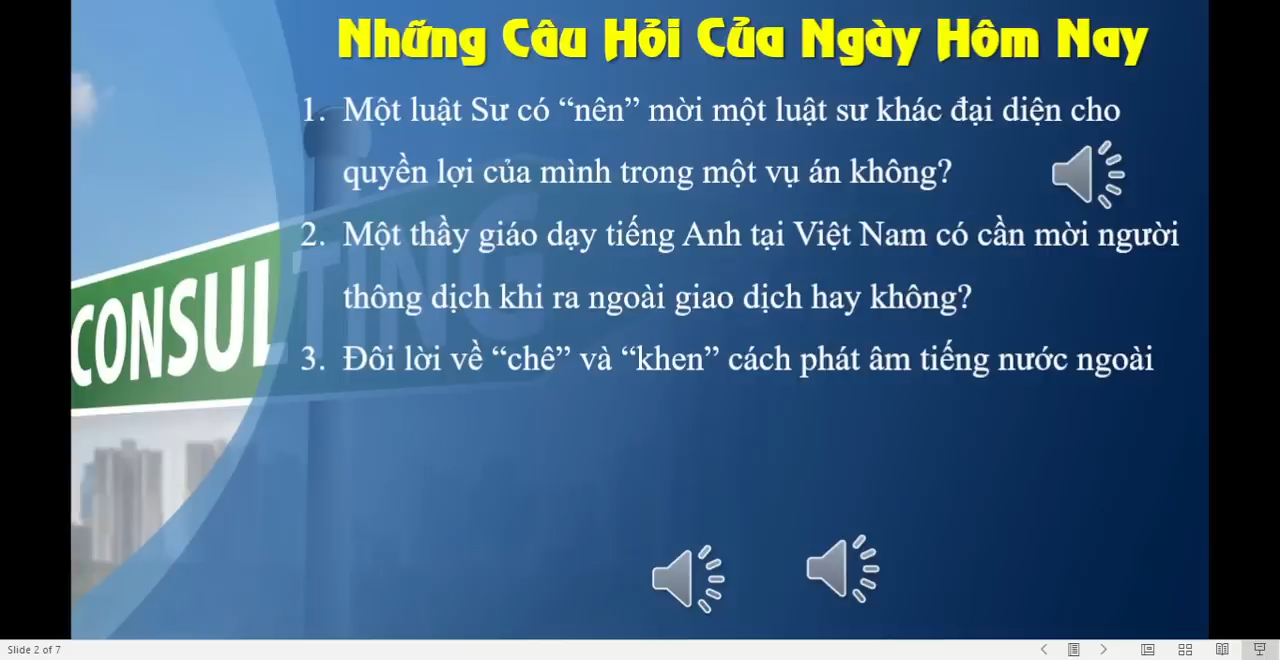 Những Câu Hỏi Của Ngày Hôm Nay
1. Một luật Sư có “nên” mời một luật sư khác đại diện cho
quyền lợi của mình trong một vụ án không?
2. Một thầy giáo dạy tiếng Anh tại Việt Nam có cần mời người
thông dịch khi ra ngoài giao dịch hay không?
3. Đôi lời về “chê” và “khen” cách phát âm tiếng nước ngoài
CONSULTING
Slide 2 of 7